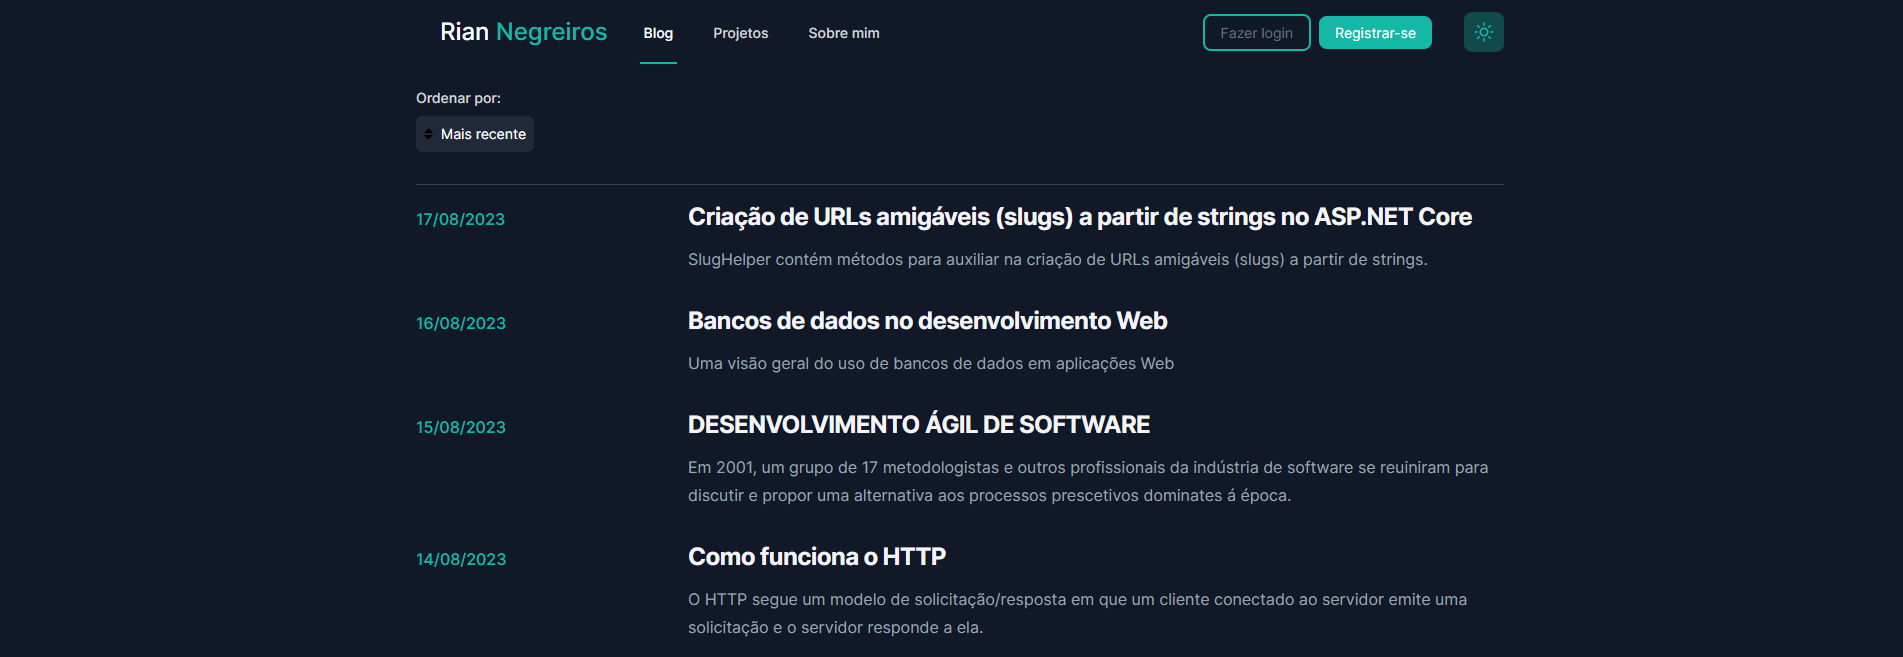 Rian Negreiros
Blog
Projetos
Sobre mim
Fazer login
Registrar-se
Ordenar por:
Mais recente
17/08/2023
Criação de URLs amigáveis (slugs) a partir de strings no ASP.NET Core
SlugHelper contém métodos para auxiliar na criação de URLs amigáveis (slugs) a partir de strings.
16/08/2023
Bancos de dados no desenvolvimento Web
Uma visão geral do uso de bancos de dados em aplicações Web
15/08/2023
DESENVOLVIMENTO ÁGIL DE SOFTWARE
Em 2001, um grupo de 17 metodologistas e outros profissionais da indústria de software se reuiniram para
discutir e propor uma alternativa aos processos prescetivos dominates á época.
14/08/2023
Como funciona o HTTP
O HTTP segue um modelo de solicitação/resposta em que um cliente conectado ao servidor emite uma
solicitação e o servidor responde a ela.